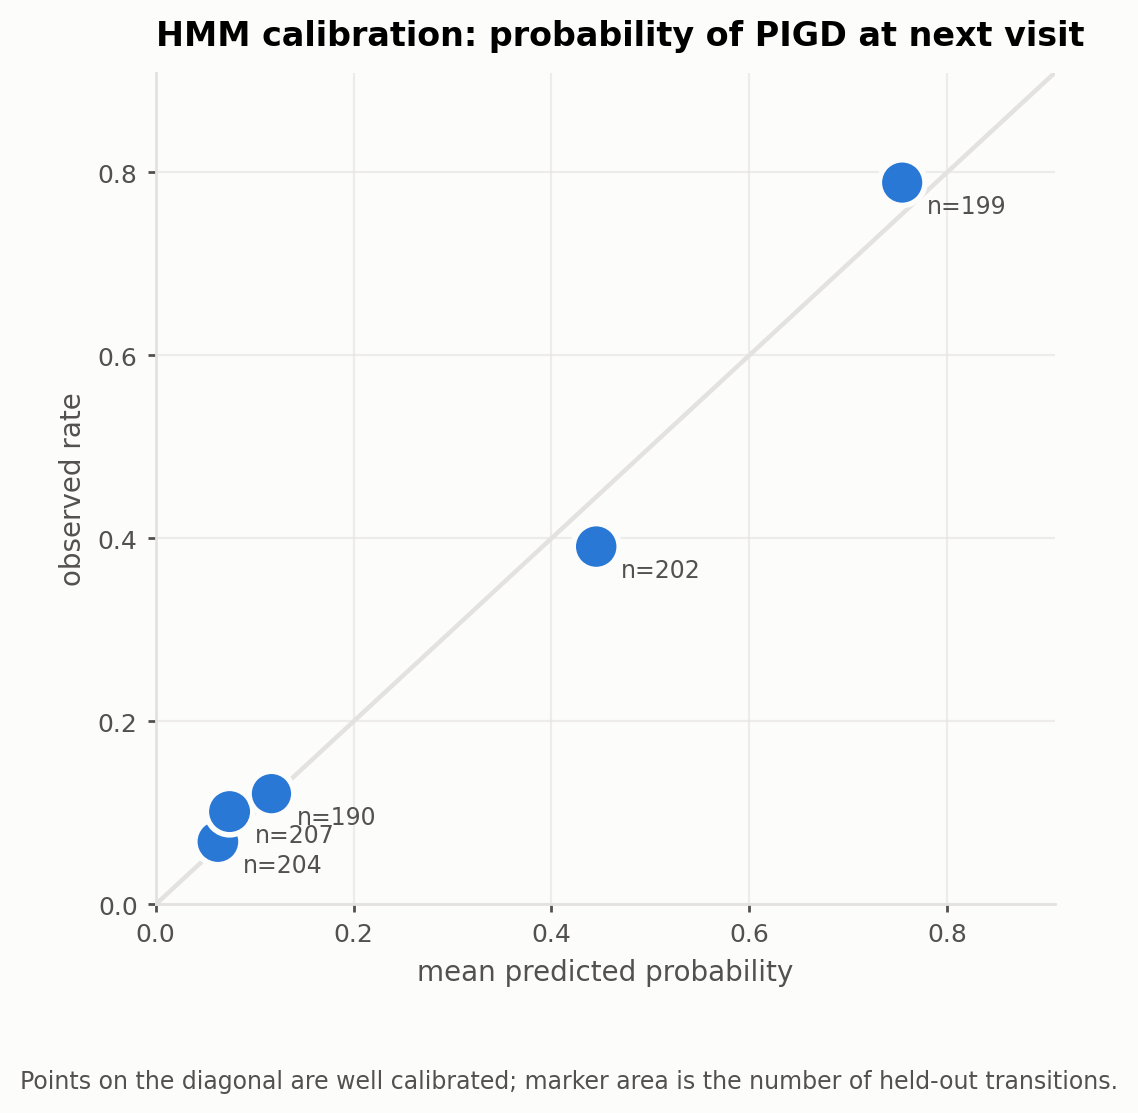 HMM calibration: probability of PIGD at next visit
0.8
0.6
0.4
0.2
0.0
observed rate
n=199
n=202
n=190
n=207
n=204
0.0 0.2 0.4 0.6 0.8
mean predicted probability
Points on the diagonal are well calibrated; marker area is the number of held-out transitions.